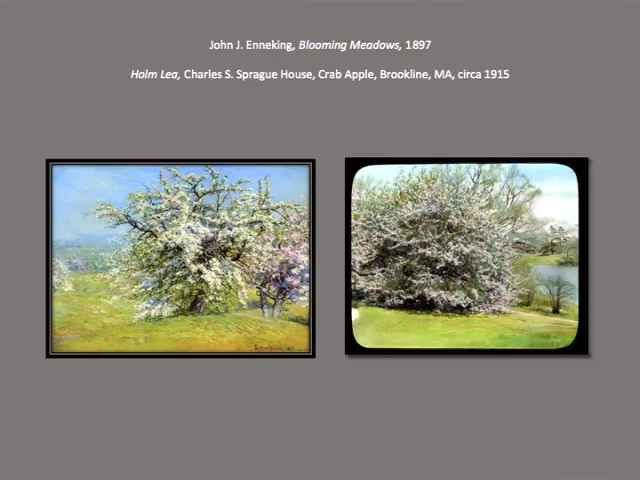 John J. Enneking, Blooming Meadows, 1897
Holm Lea, Charles S. Sprague House, Crab Apple, Brookline, MA, circa 1915